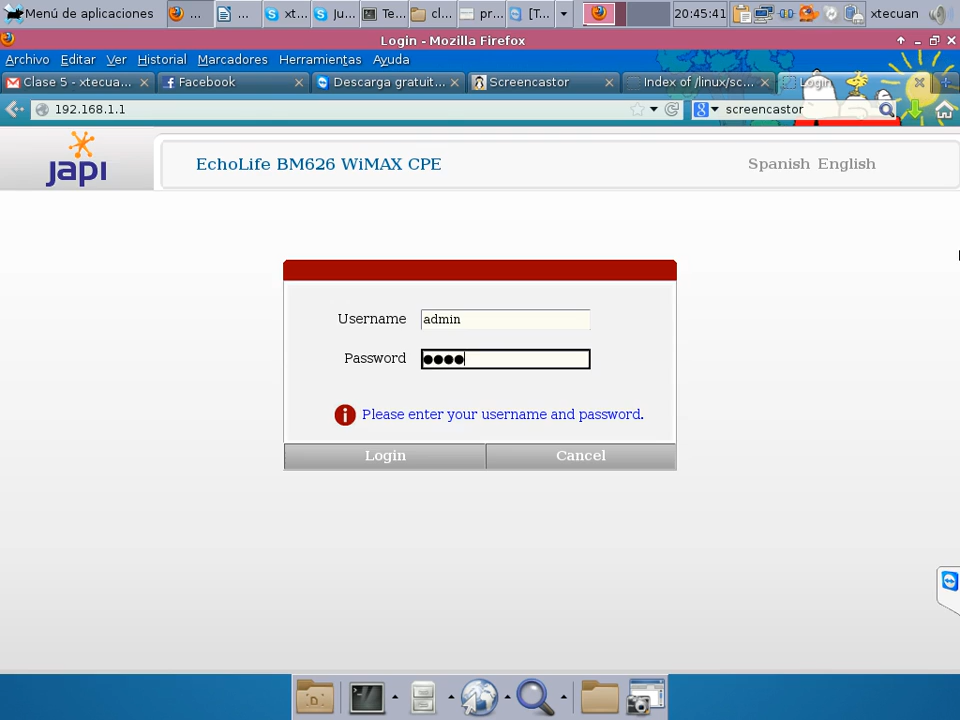 Menú de aplicaciones ... ... xt... Ju... Te... cl... pr... [T... 20:45:41 xtecuan
Login - Mozilla Firefox
Archivo Editar Ver Historial Marcadores Herramientas Ayuda
Clase 5 - xtecua... Facebook Descarga gratuit... Screencastor Index of /linux/sc... Login
192.168.1.1 screencastor
japi EchoLife BM626 WiMAX CPE Spanish English
Username admin
Password
Please enter your username and password.
Login Cancel